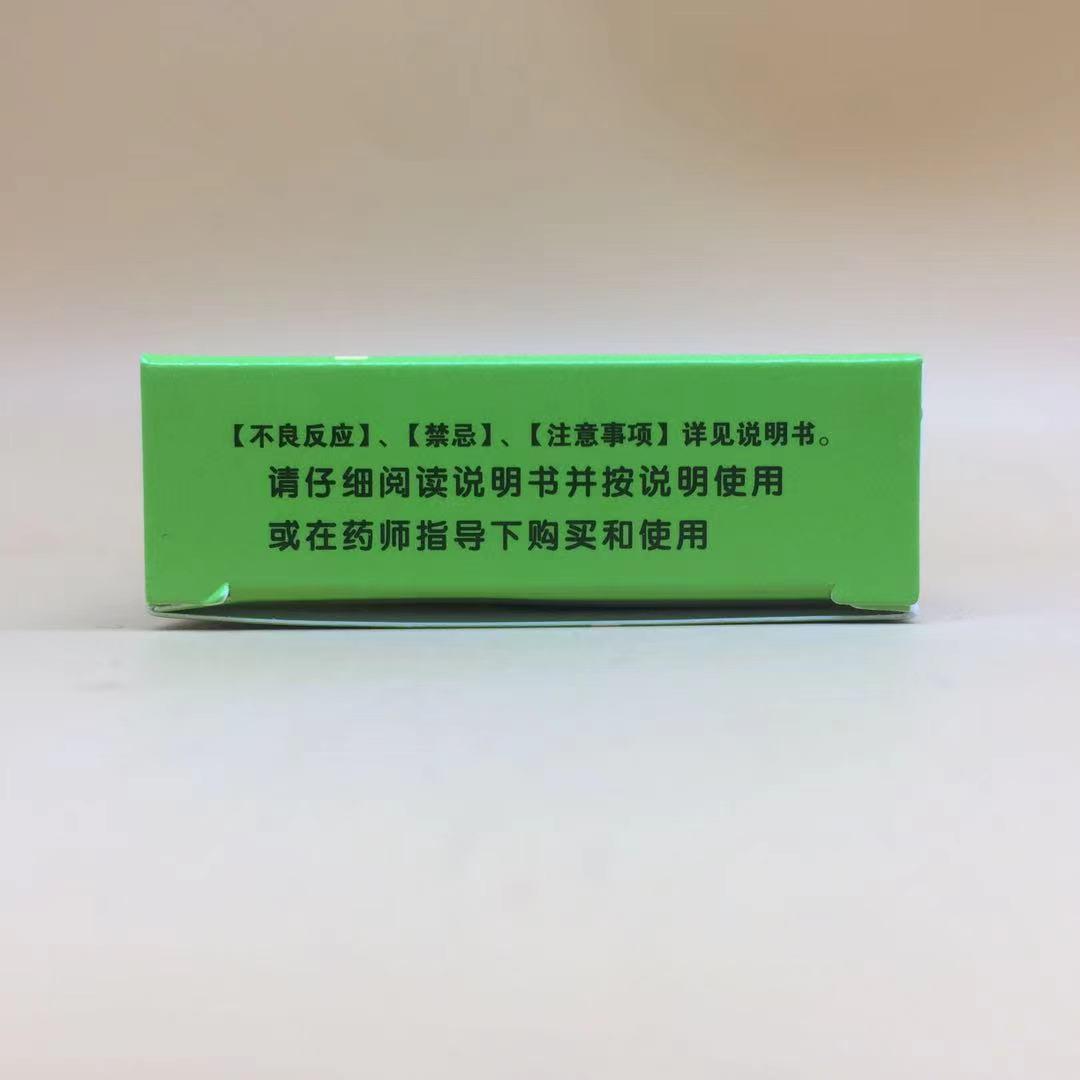 【不良反应】、【禁忌】、【注意事项】详见说明书。
请仔细阅读说明书并按说明使用
或在药师指导下购买和使用